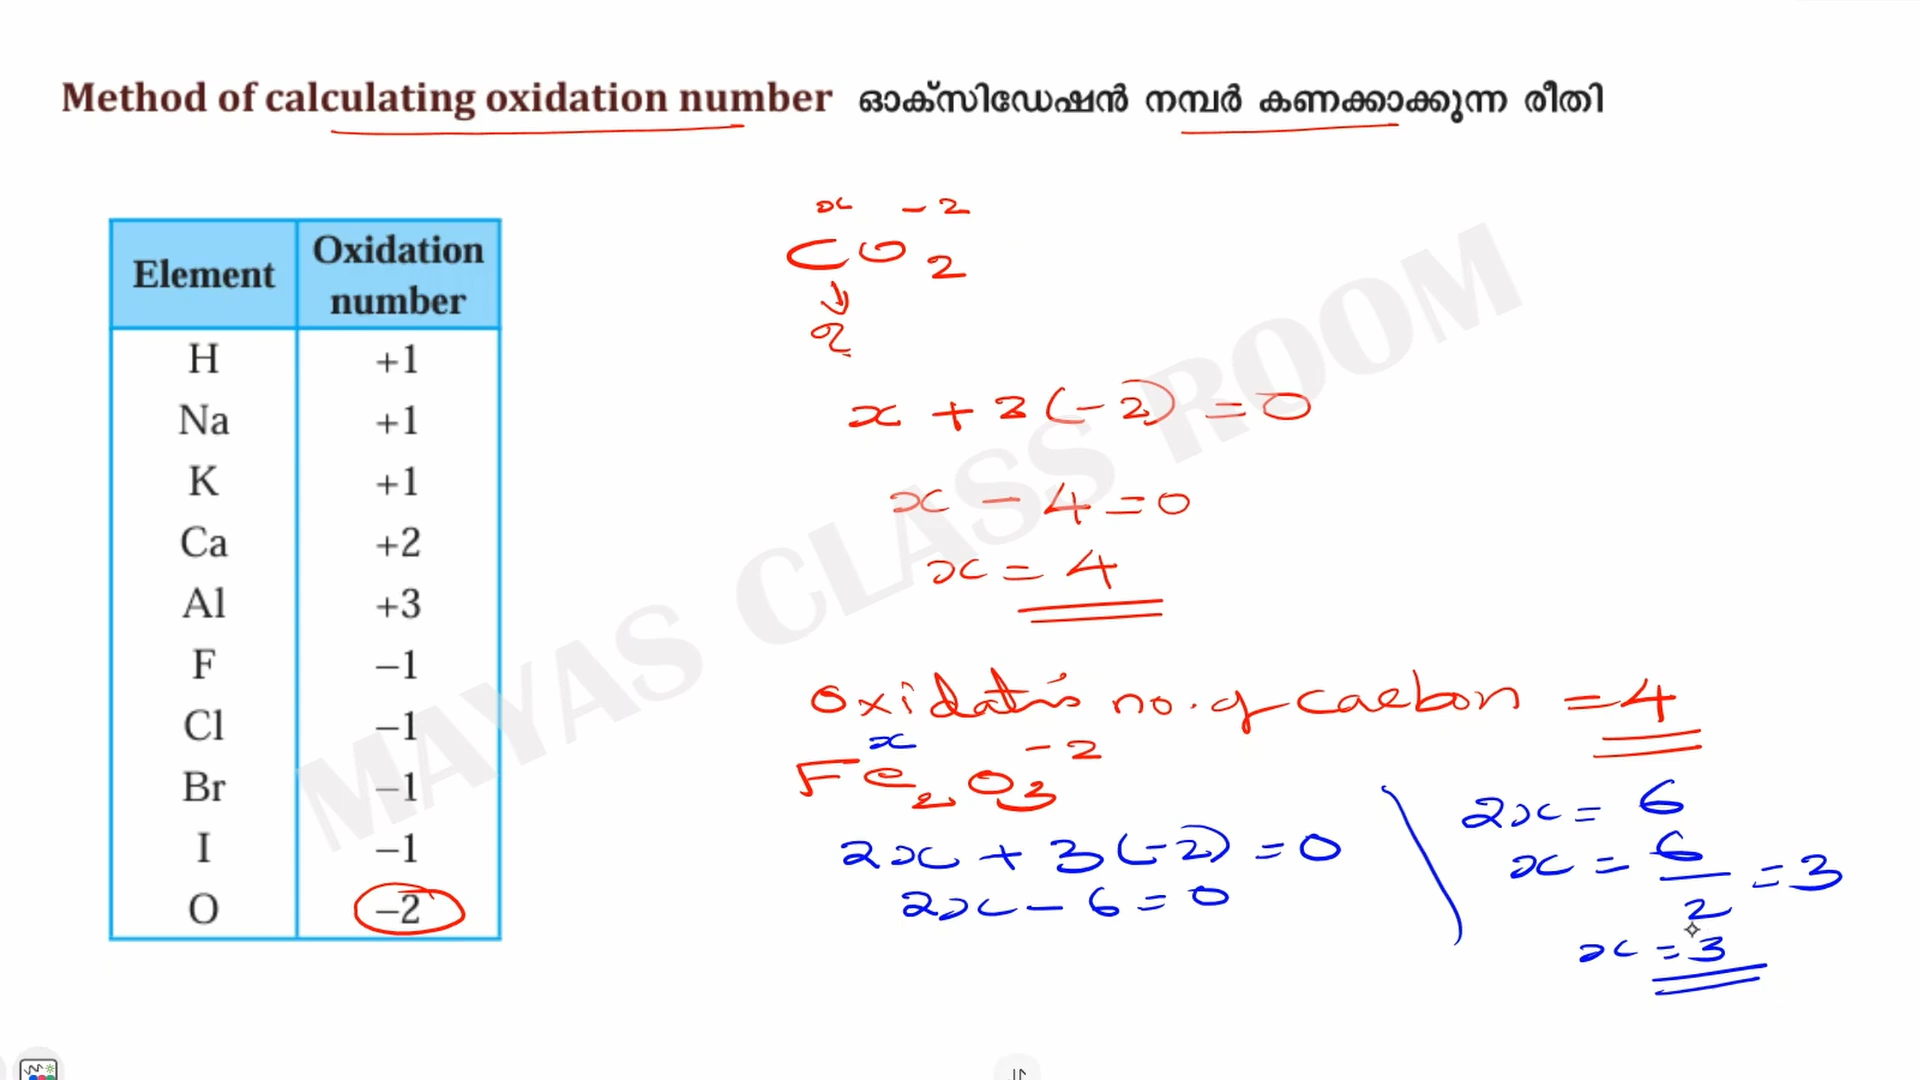 Method of calculating oxidation number ഓക്സിഡേഷൻ നമ്പർ കണക്കാക്കുന്ന രീതി
Element Oxidation number
H +1
Na +1
K +1
Ca +2
Al +3
F −1
Cl −1
Br −1
I −1
O −2
x -2
CO2
x + 2(-2) = 0
x - 4 = 0
x = 4
Oxidation no. of carbon = 4
x -2
Fe2O3
2x + 3(-2) = 0
2x - 6 = 0
2x = 6
x = 6/2 = 3
x = 3
MAYAS CLASS ROOM